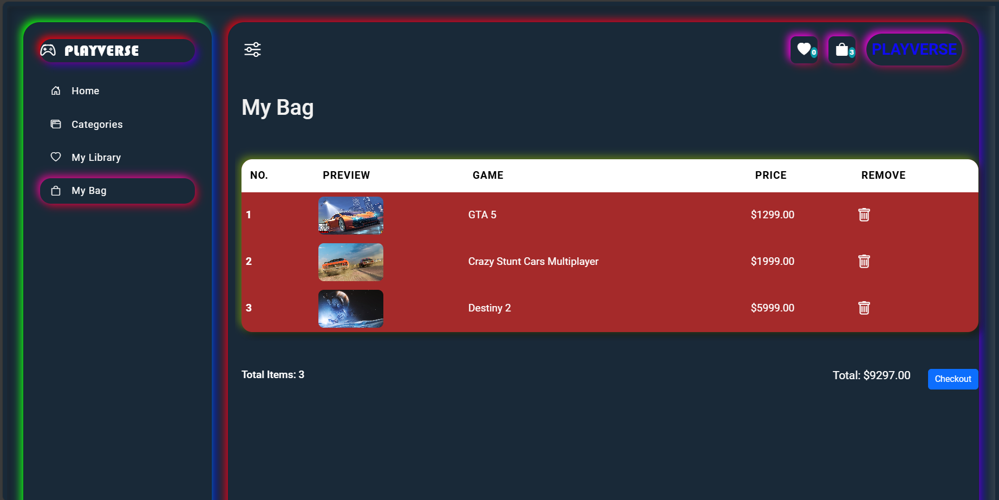 PLAYVERSE
Home
Categories
My Library
My Bag
0
3
PLAYVERSE
My Bag
NO. PREVIEW GAME PRICE REMOVE
1 GTA 5 $1299.00
2 Crazy Stunt Cars Multiplayer $1999.00
3 Destiny 2 $5999.00
Total Items: 3
Total: $9297.00
Checkout